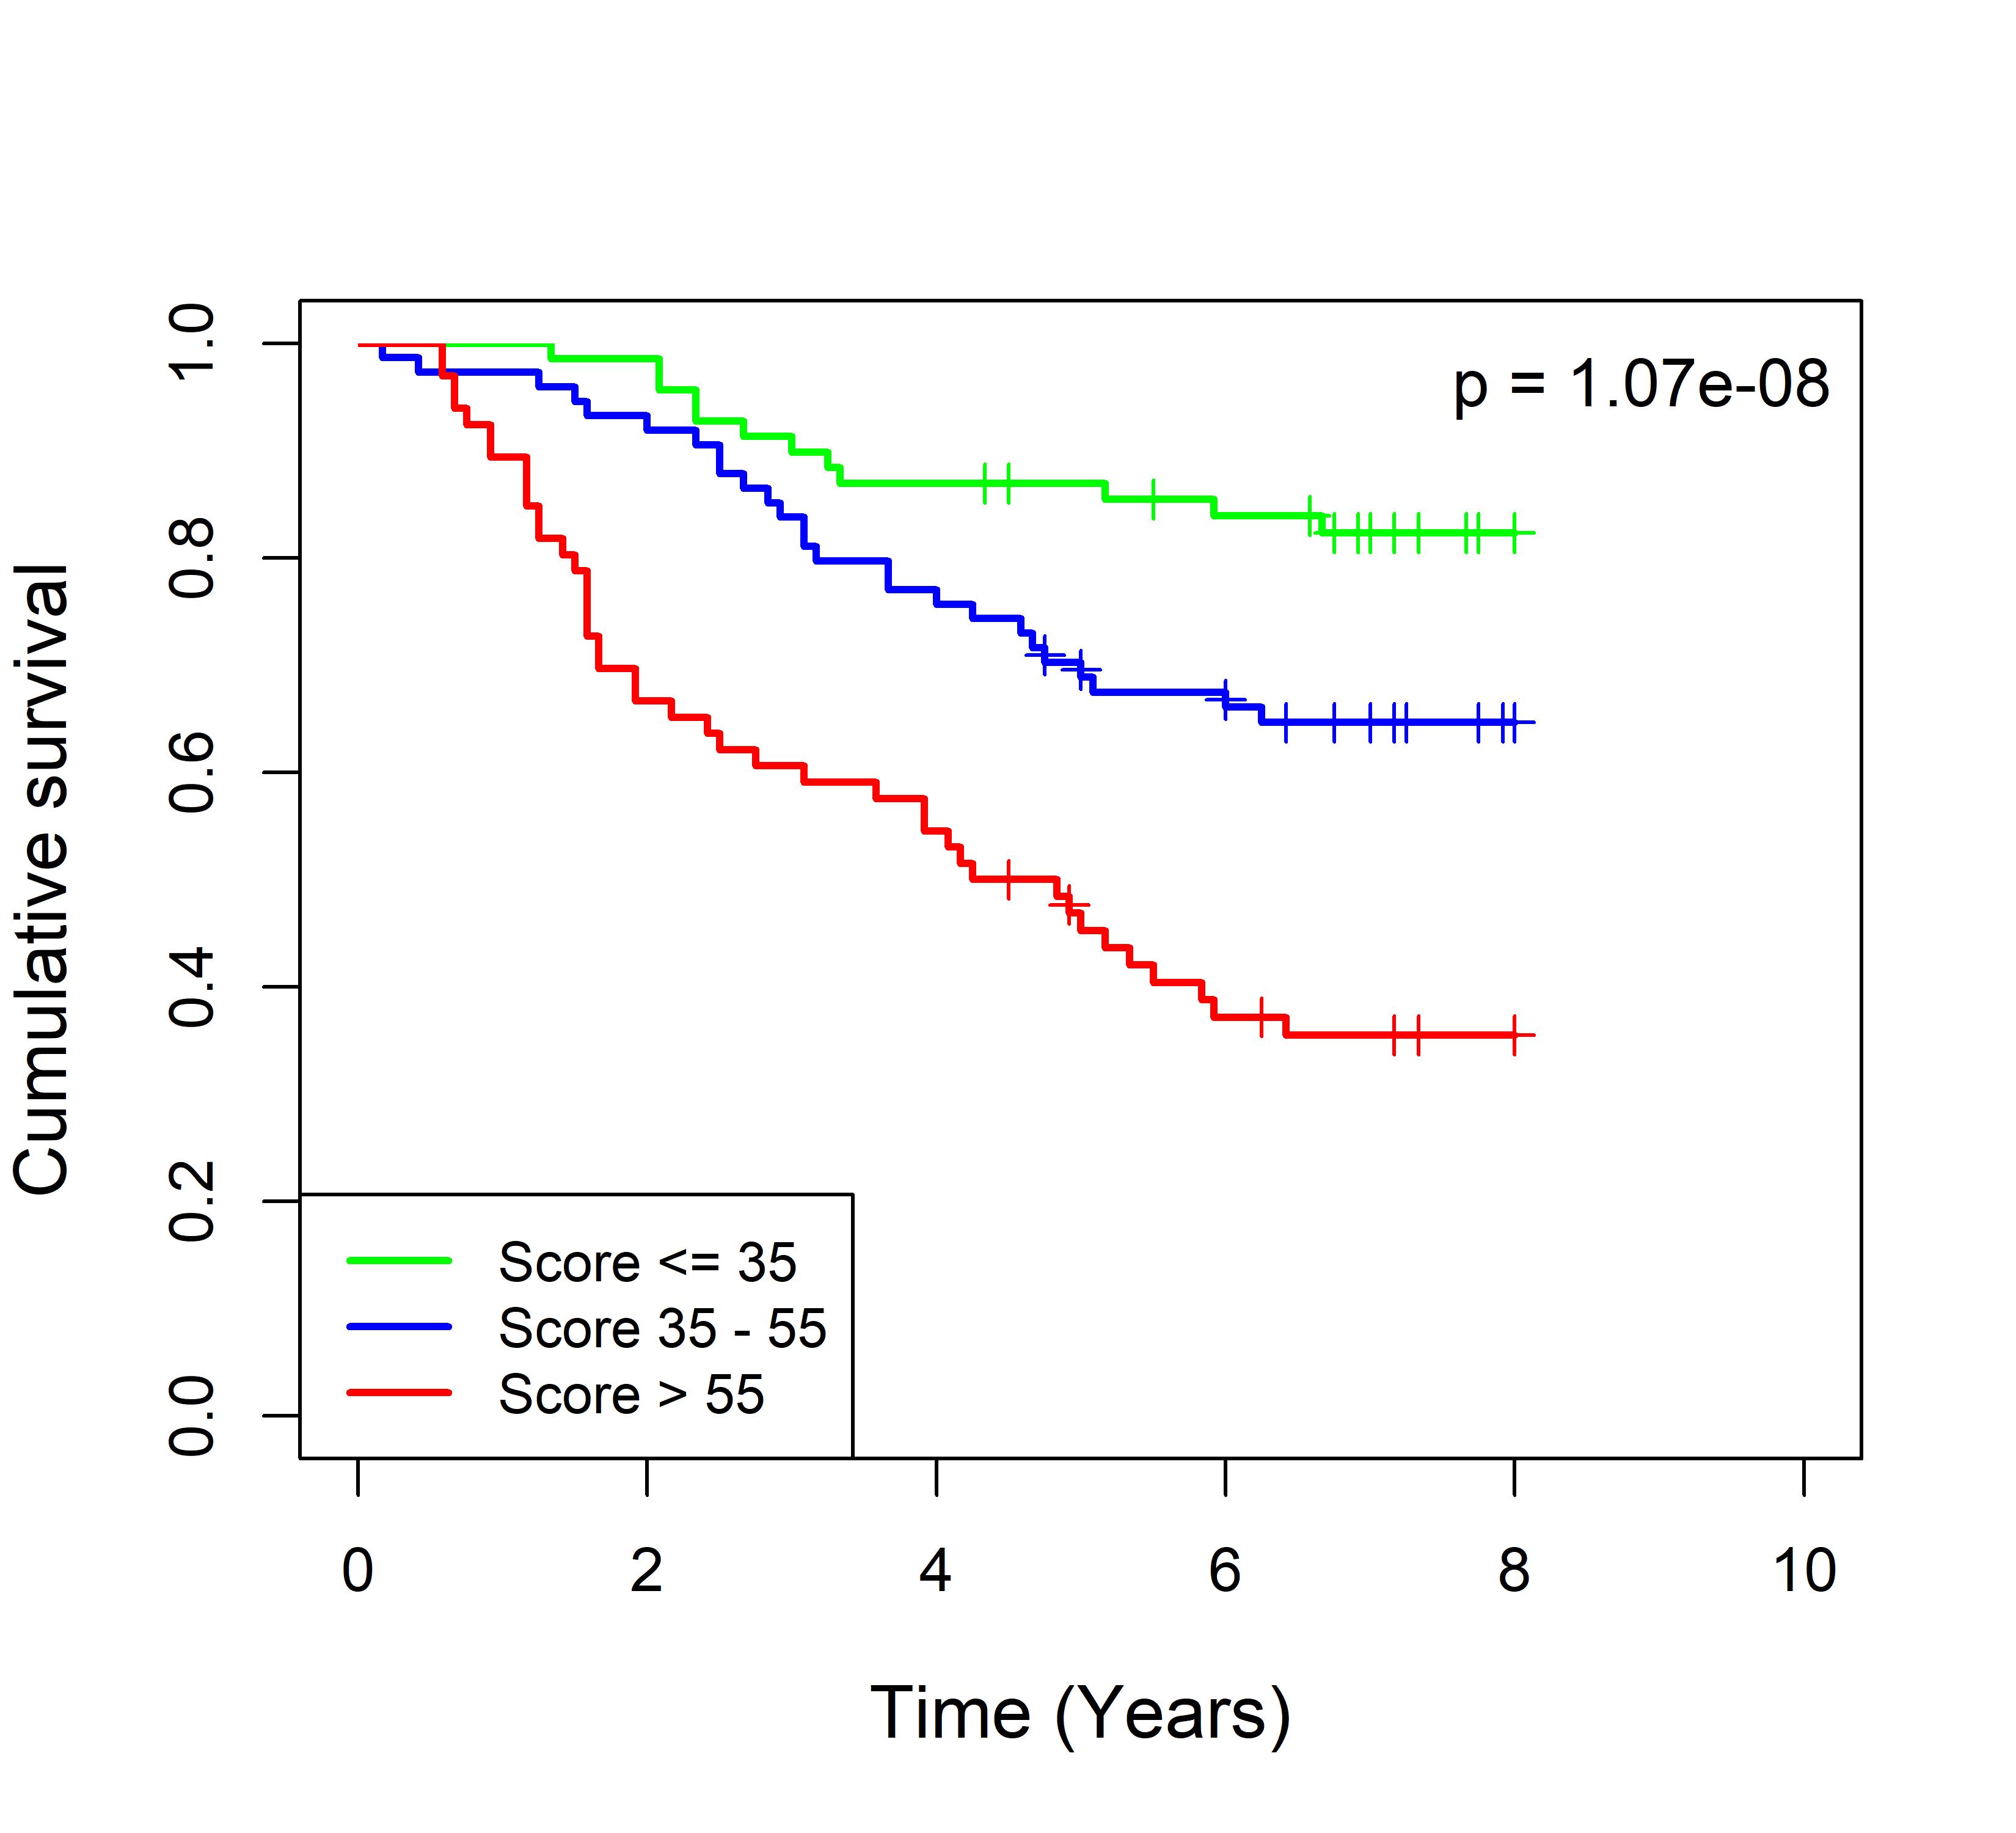 p = 1.07e-08
Cumulative survival
1.0
0.8
0.6
0.4
0.2
0.0
Score <= 35
Score 35 - 55
Score > 55
0 2 4 6 8 10
Time (Years)